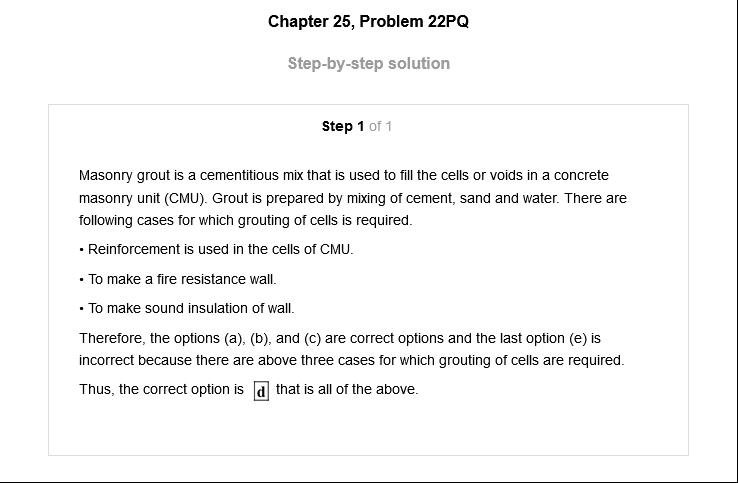 Chapter 25, Problem 22PQ
Step-by-step solution
Step 1 of 1
Masonry grout is a cementitious mix that is used to fill the cells or voids in a concrete
masonry unit (CMU). Grout is prepared by mixing of cement, sand and water. There are
following cases for which grouting of cells is required.
• Reinforcement is used in the cells of CMU.
• To make a fire resistance wall.
• To make sound insulation of wall.
Therefore, the options (a), (b), and (c) are correct options and the last option (e) is
incorrect because there are above three cases for which grouting of cells are required.
Thus, the correct option is d that is all of the above.